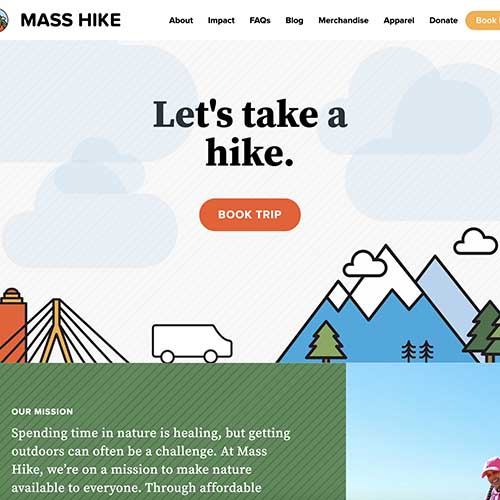 MASS HIKE
About Impact FAQs Blog Merchandise Apparel Donate Book
Let's take a
hike.
BOOK TRIP
OUR MISSION
Spending time in nature is healing, but getting
outdoors can often be a challenge. At Mass
Hike, we’re on a mission to make nature
available to everyone. Through affordable